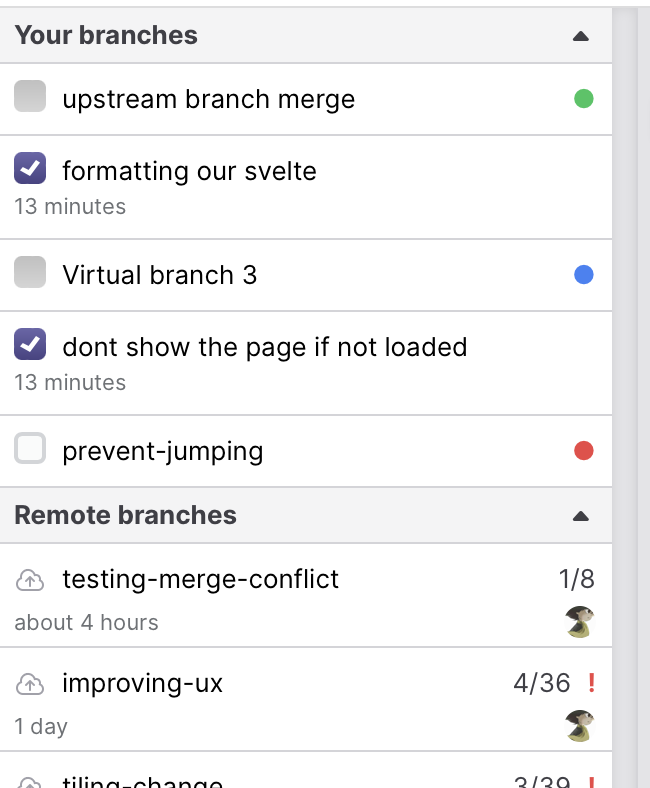 Your branches
upstream branch merge
formatting our svelte
13 minutes
Virtual branch 3
dont show the page if not loaded
13 minutes
prevent-jumping
Remote branches
testing-merge-conflict 1/8
about 4 hours
improving-ux 4/36 !
1 day
tiling-change 3/39 !